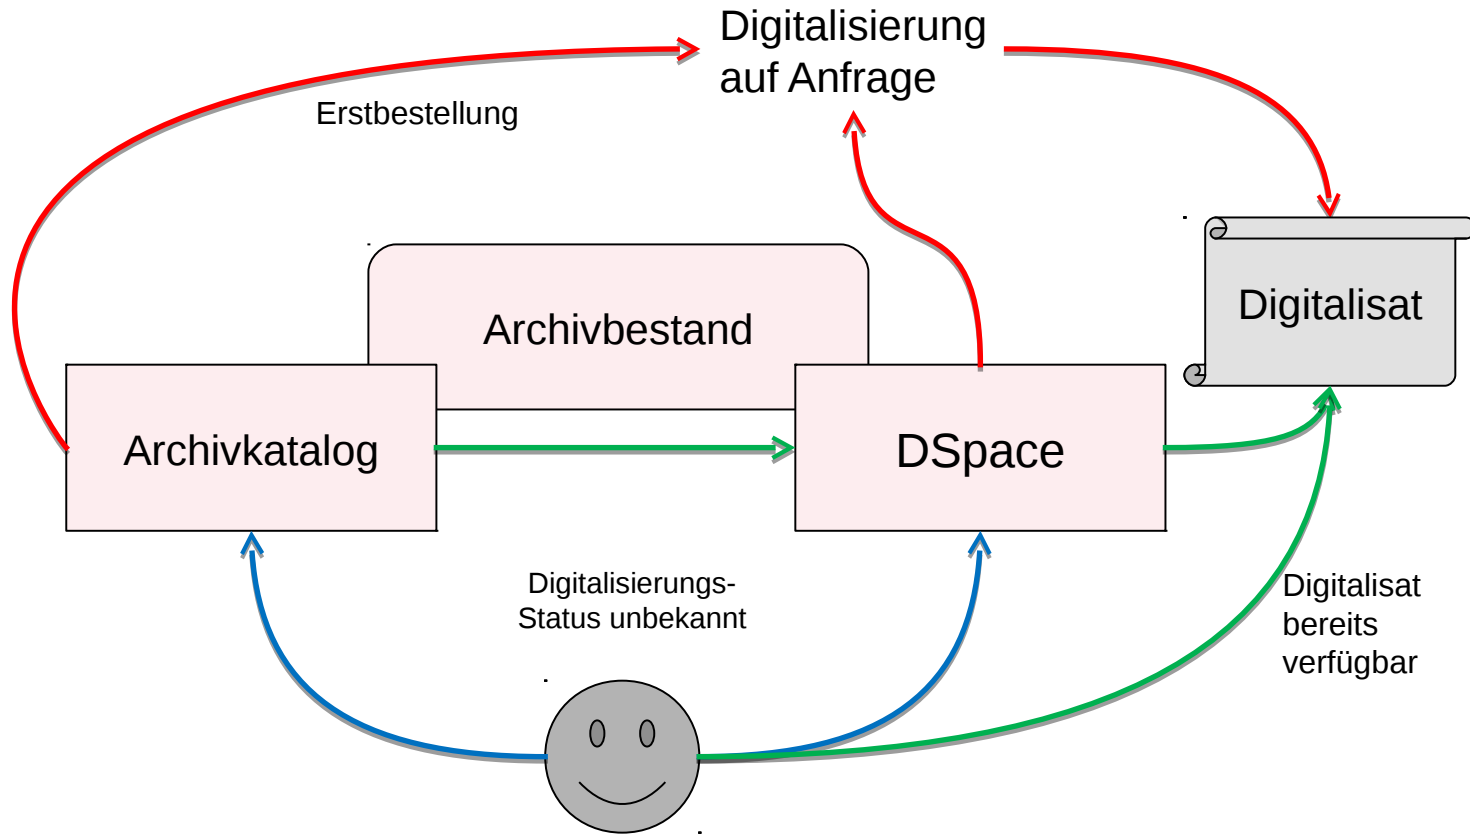 Digitalisierung
auf Anfrage
Erstbestellung
Digitalisat
Archivbestand
Archivkatalog
DSpace
Digitalisierungs-
Status unbekannt
Digitalisat
bereits
verfügbar